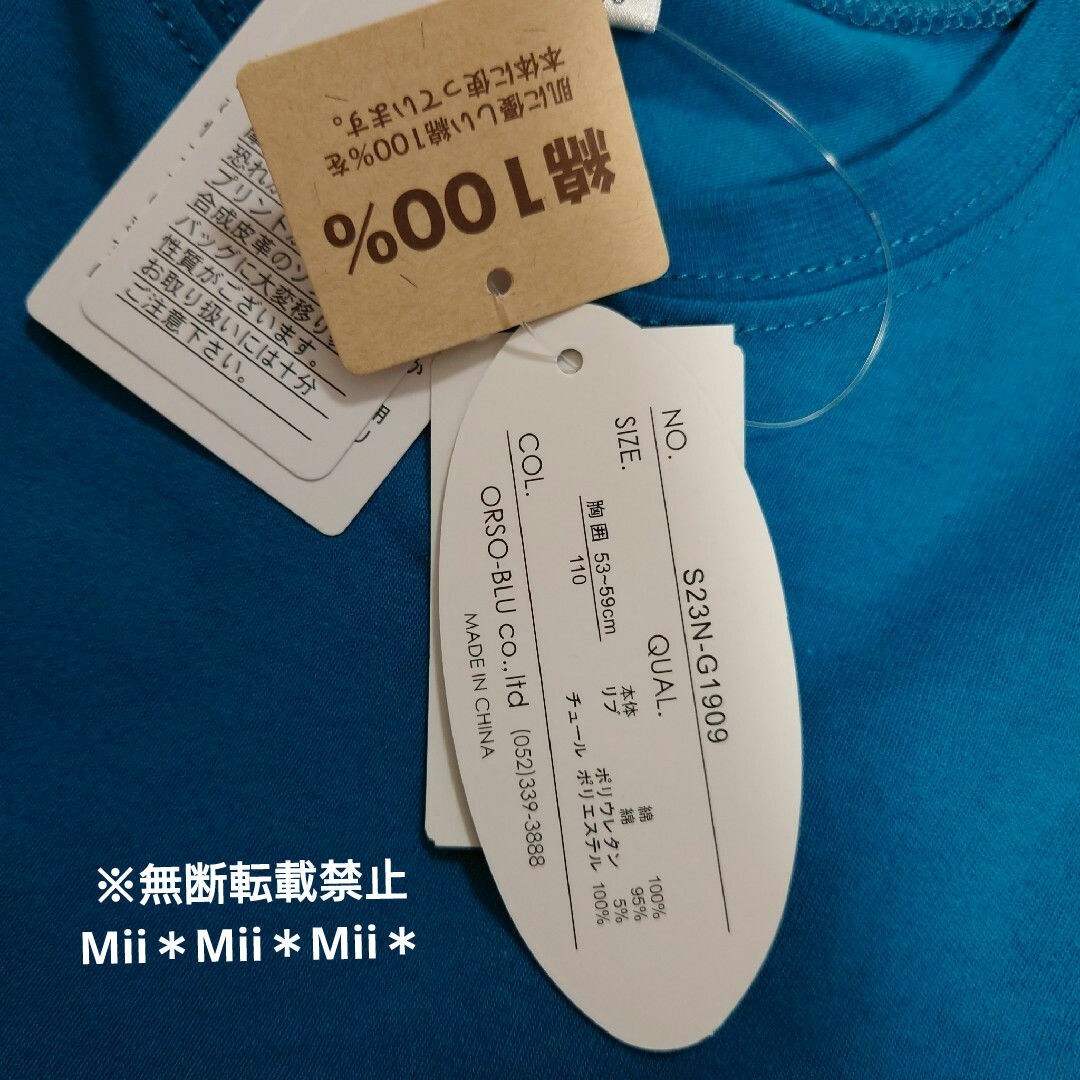 綿100%
肌に優しい綿100%を
本体に使っています。
恐れが
プリント
合成皮革のソ
バッグに大変移り
性質がございます。
お取り扱いには十分
ご注意下さい。
NO. S23N-G1909
SIZE. QUAL.
胸囲 53~59cm
110
本体 綿 100%
リブ 綿 95%
ポリウレタン 5%
チュール ポリエステル 100%
COL.
ORSO-BLU co.,ltd (052)339-3888
MADE IN CHINA
※無断転載禁止
Mii＊Mii＊Mii＊